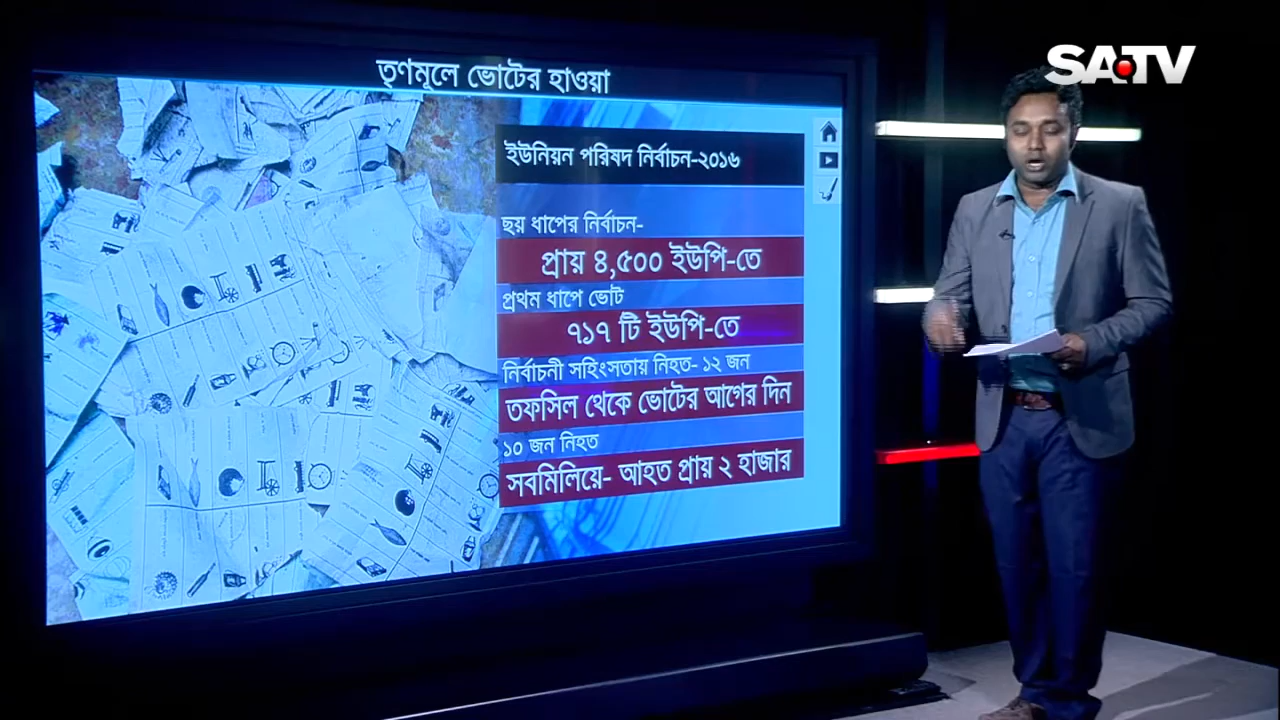 SATV
তৃণমূলে ভোটের হাওয়া
ইউনিয়ন পরিষদ নির্বাচন-২০১৬
ছয় ধাপের নির্বাচন-
প্রায় ৪,৫০০ ইউপি-তে
প্রথম ধাপে ভোট
৭১৭ টি ইউপি-তে
নির্বাচনী সহিংসতায় নিহত- ১২ জন
তফসিল থেকে ভোটের আগের দিন
১০ জন নিহত
সবমিলিয়ে- আহত প্রায় ২ হাজার